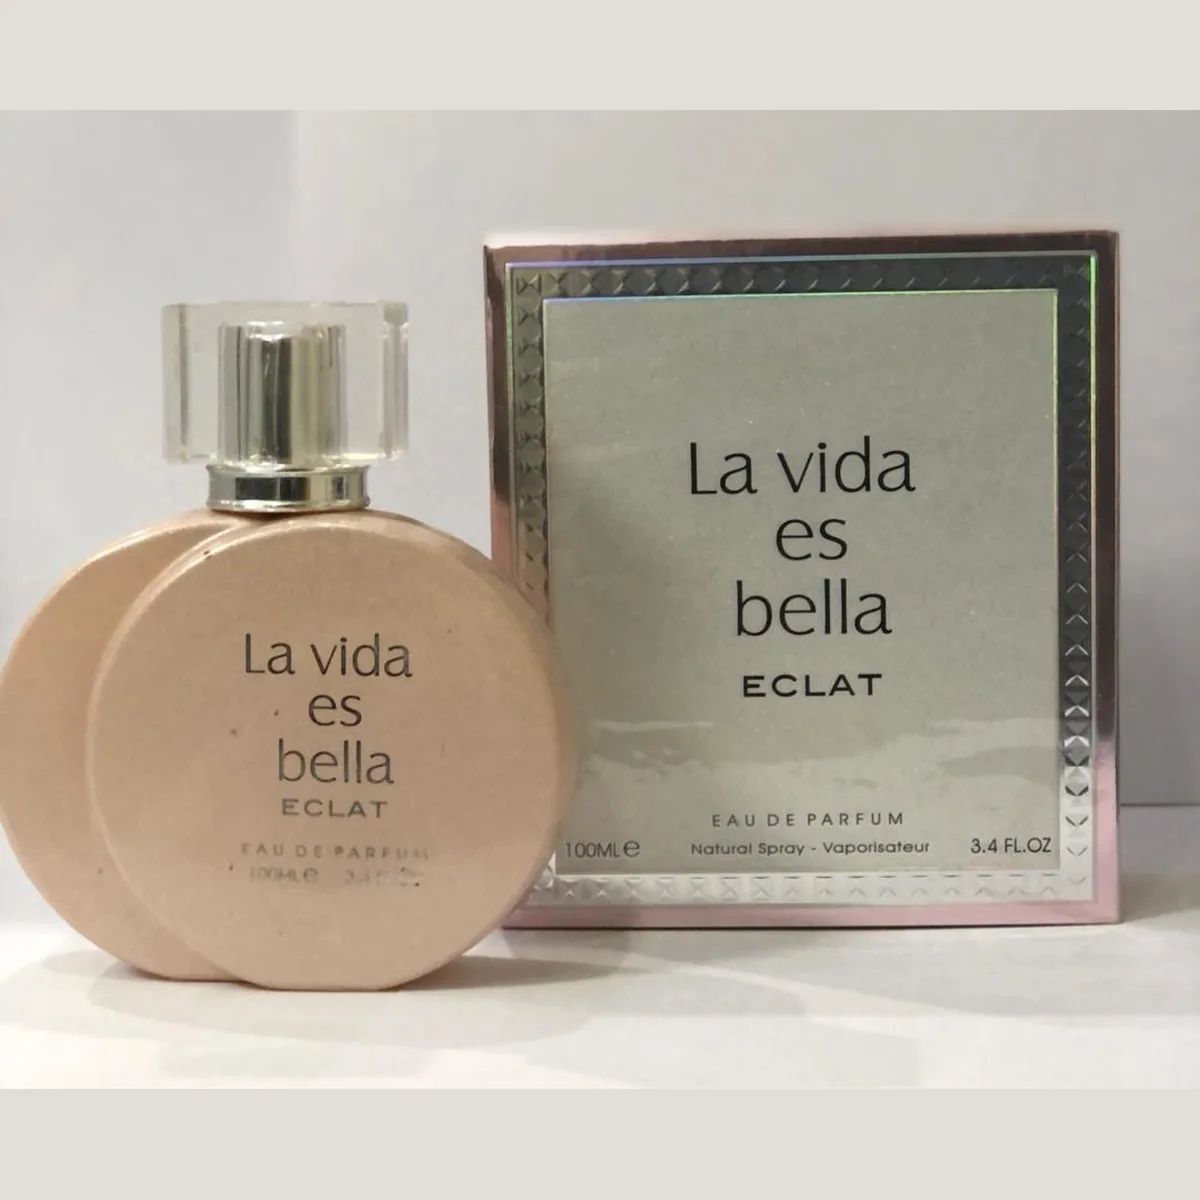 La vida
es
bella
ECLAT
EAU DE PARFUM
100ML e
La vida
es
bella
ECLAT
EAU DE PARFUM
100ML e Natural Spray - Vaporisateur 3.4 FL.OZ